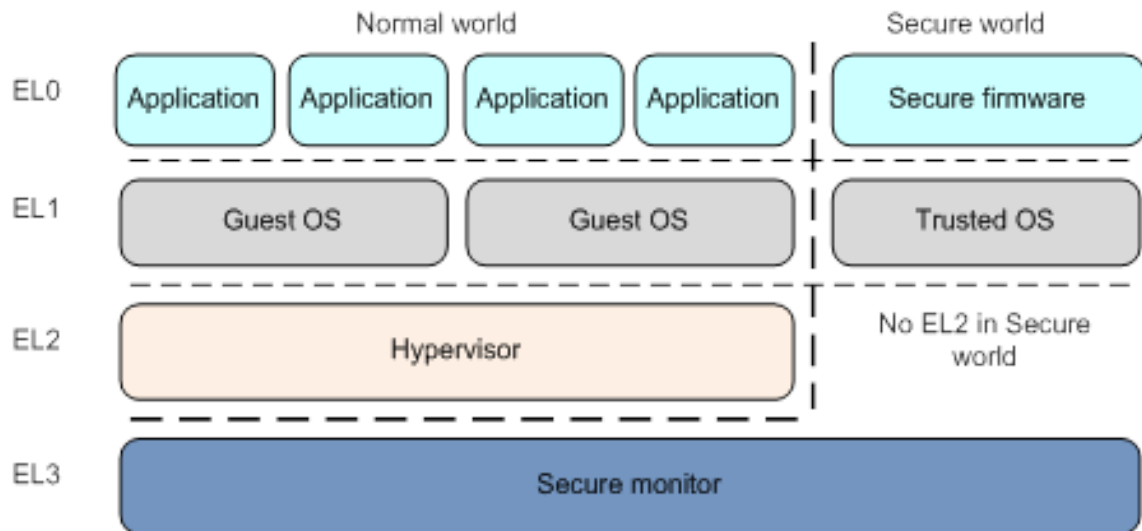 Normal world
Secure world
EL0
Application
Application
Application
Application
Secure firmware
EL1
Guest OS
Guest OS
Trusted OS
EL2
Hypervisor
No EL2 in Secure
world
EL3
Secure monitor